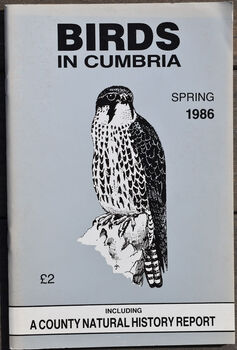 BIRDS
IN CUMBRIA
SPRING
1986
£2
INCLUDING
A COUNTY NATURAL HISTORY REPORT